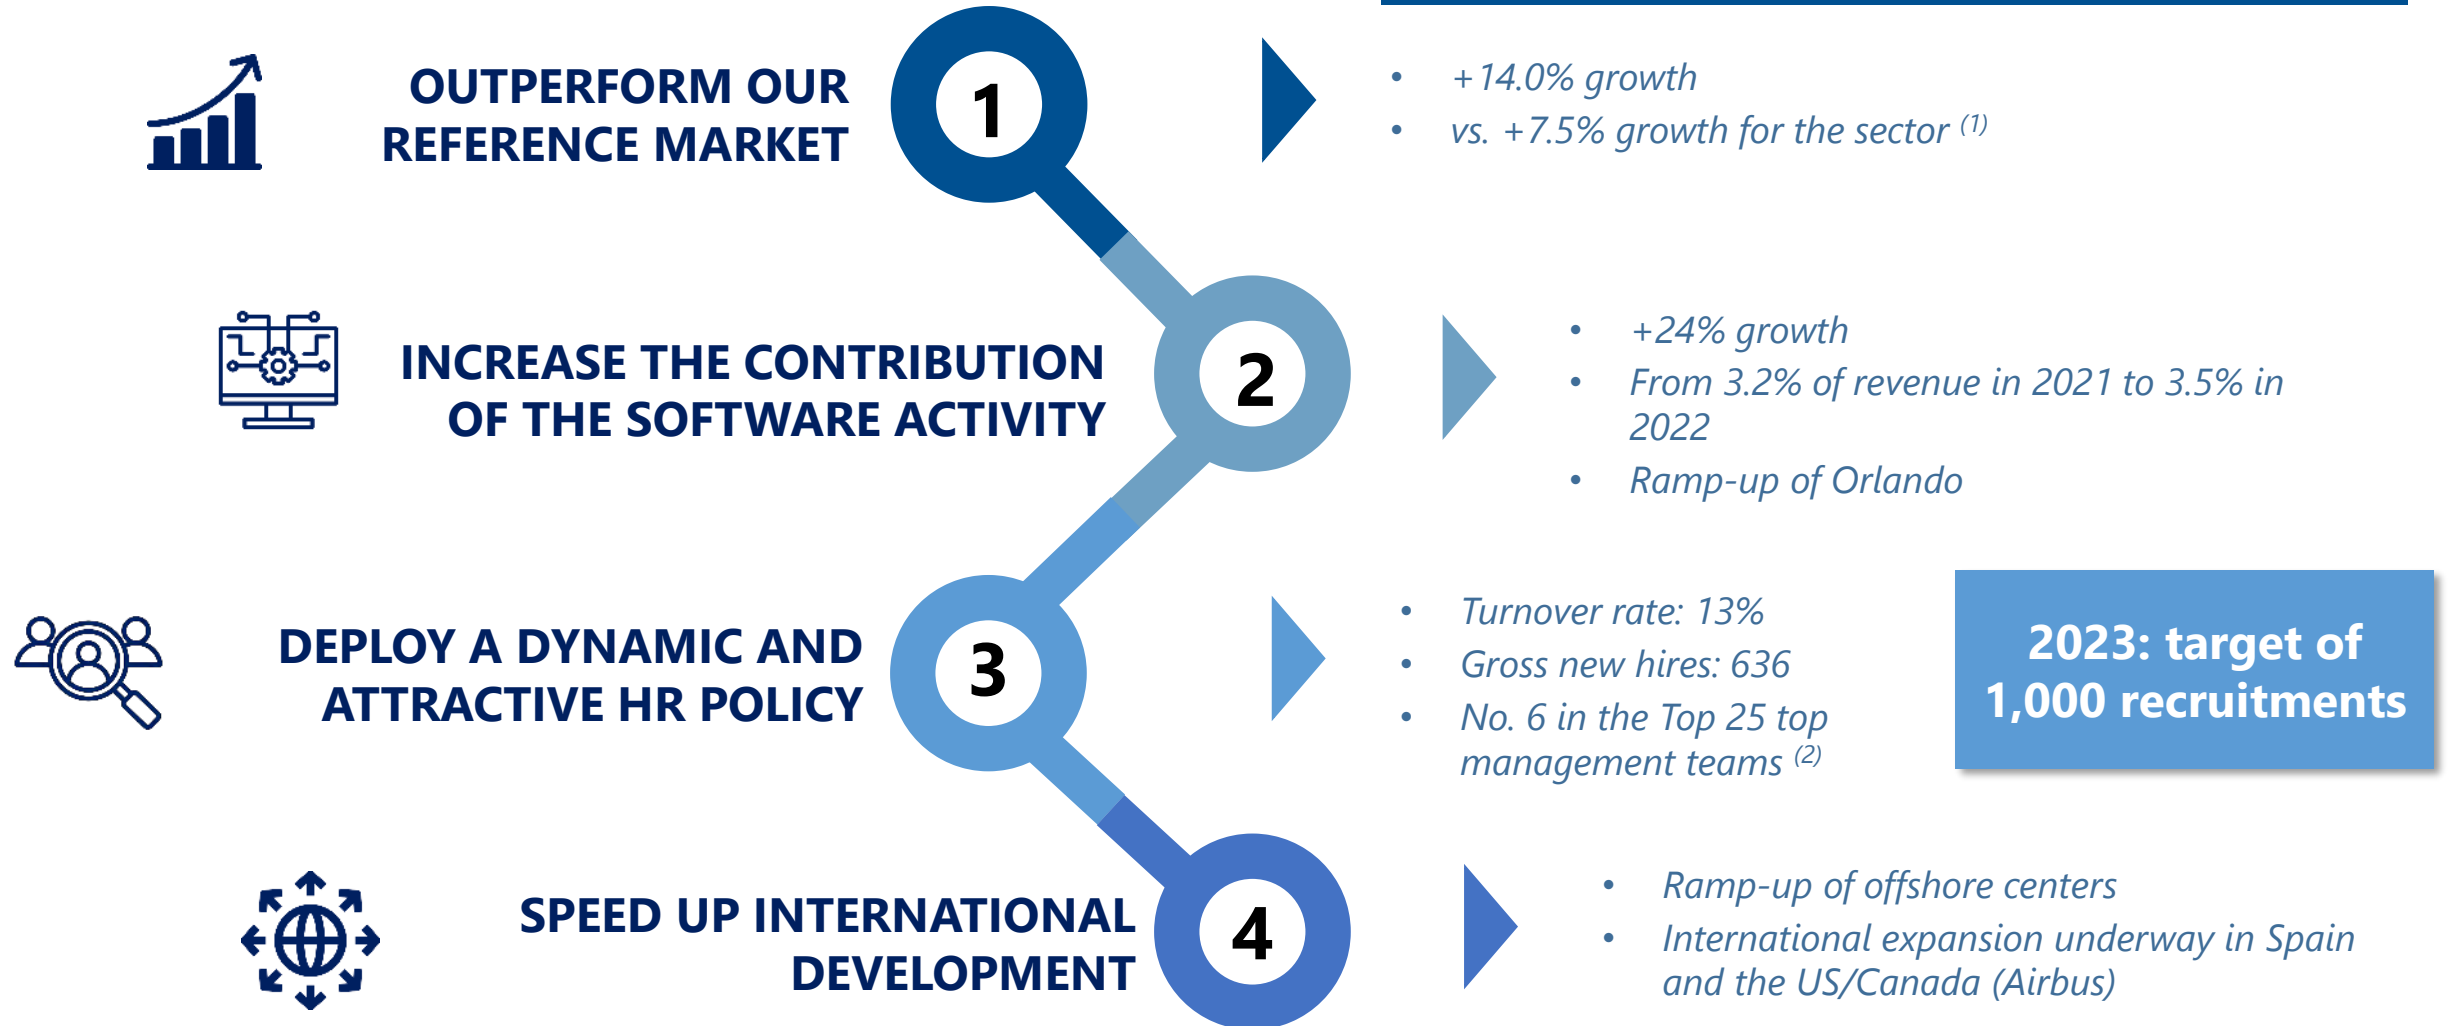 OUTPERFORM OUR
REFERENCE MARKET
1
• +14.0% growth
• vs. +7.5% growth for the sector (1)
INCREASE THE CONTRIBUTION
OF THE SOFTWARE ACTIVITY
2
• +24% growth
• From 3.2% of revenue in 2021 to 3.5% in
2022
• Ramp-up of Orlando
DEPLOY A DYNAMIC AND
ATTRACTIVE HR POLICY
3
• Turnover rate: 13%
• Gross new hires: 636
• No. 6 in the Top 25 top
management teams (2)
2023: target of
1,000 recruitments
SPEED UP INTERNATIONAL
DEVELOPMENT
4
• Ramp-up of offshore centers
• International expansion underway in Spain
and the US/Canada (Airbus)